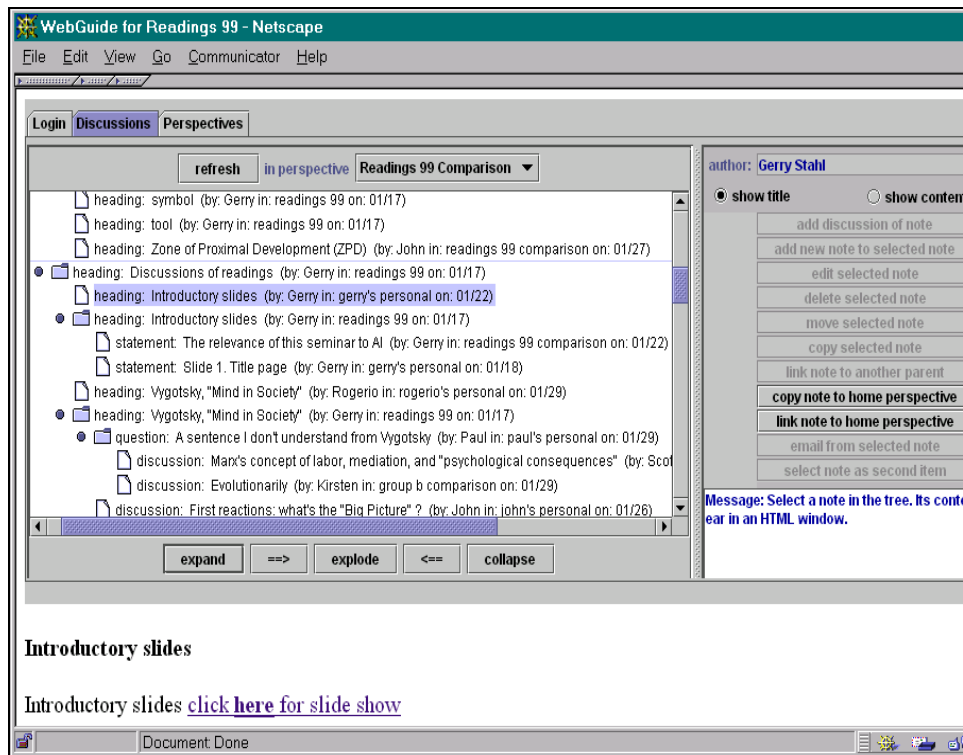 WebGuide for Readings 99 - Netscape
File Edit View Go Communicator Help
Login Discussions Perspectives
refresh in perspective Readings 99 Comparison
heading: symbol (by: Gerry in: readings 99 on: 01/17)
heading: tool (by: Gerry in: readings 99 on: 01/17)
heading: Zone of Proximal Development (ZPD) (by: John in: readings 99 comparison on: 01/27)
heading: Discussions of readings (by: Gerry in: readings 99 on: 01/17)
heading: Introductory slides (by: Gerry in: gerry's personal on: 01/22)
heading: Introductory slides (by: Gerry in: readings 99 on: 01/17)
statement: The relevance of this seminar to AI (by: Gerry in: readings 99 comparison on: 01/22)
statement: Slide 1. Title page (by: Gerry in: gerry's personal on: 01/18)
heading: Vygotsky, "Mind in Society" (by: Rogerio in: rogerio's personal on: 01/29)
heading: Vygotsky, "Mind in Society" (by: Gerry in: readings 99 on: 01/17)
question: A sentence I don't understand from Vygotsky (by: Paul in: paul's personal on: 01/29)
discussion: Marx's concept of labor, mediation, and "psychological consequences" (by: Scot
discussion: Evolutionarily (by: Kirsten in: group b comparison on: 01/29)
discussion: First reactions: what's the "Big Picture" ? (by: John in: john's personal on: 01/26)
expand ==> explode <== collapse
author: Gerry Stahl
show title show conten
add discussion of note
add new note to selected note
edit selected note
delete selected note
move selected note
copy selected note
link note to another parent
copy note to home perspective
link note to home perspective
email from selected note
select note as second item
Message: Select a note in the tree. Its conte
ear in an HTML window.
Introductory slides
Introductory slides click here for slide show
Document: Done